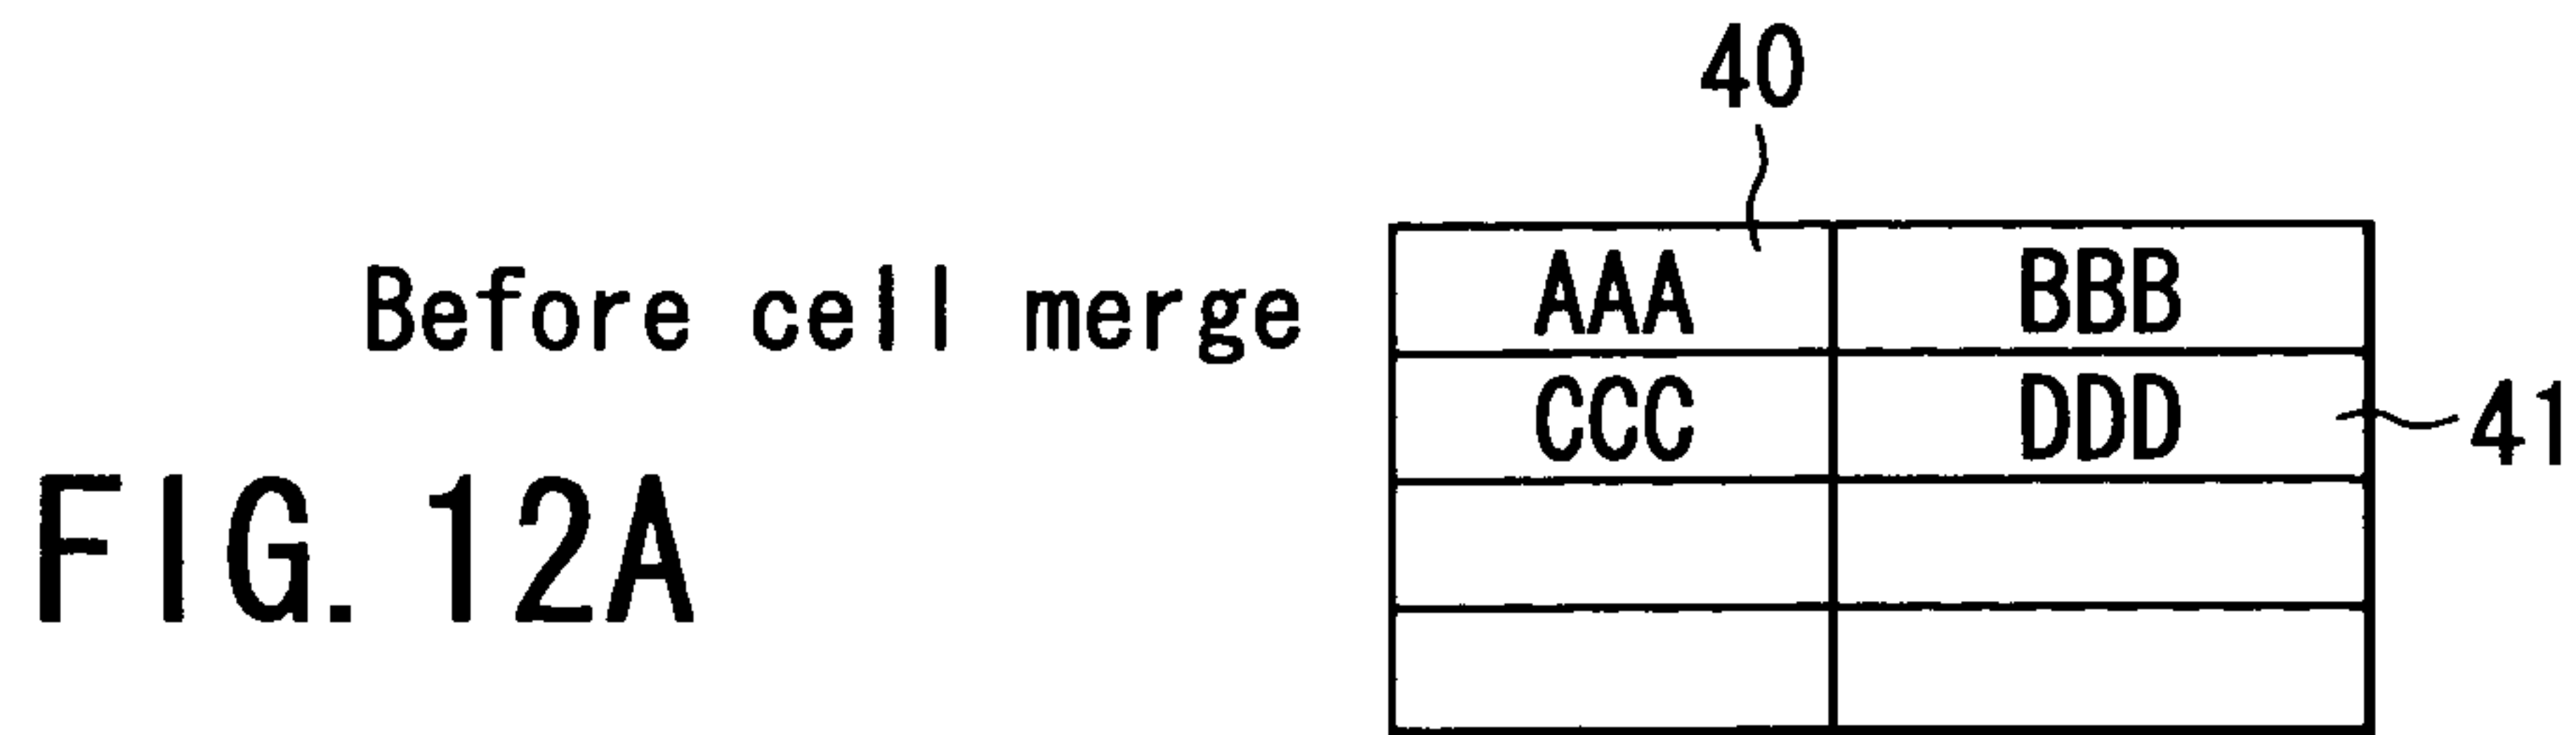 40
Before cell merge
AAA BBB
CCC DDD
41
FIG. 12A